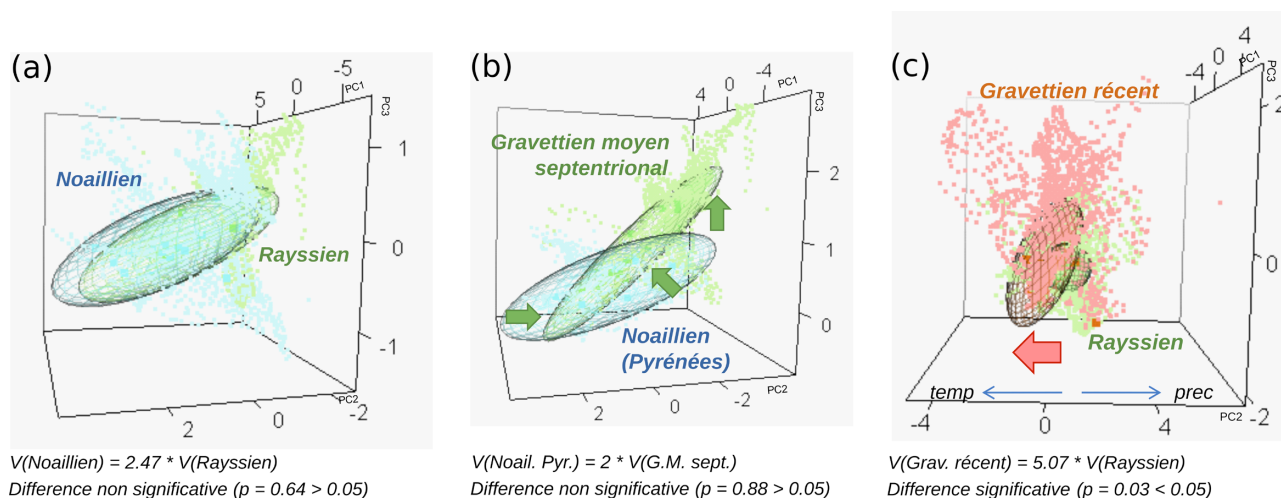 (a)
5
0
-5
PC1
PC3
1
0
-1
PC2
-2
0
2
Noaillien
Rayssien
V(Noaillien) = 2.47 * V(Rayssien)
Difference non significative (p = 0.64 > 0.05)
(b)
4
0
-4
PC1
PC3
2
1
0
PC2
-2
0
2
Gravettien moyen
septentrional
Noaillien
(Pyrénées)
V(Noail. Pyr.) = 2 * V(G.M. sept.)
Difference non significative (p = 0.88 > 0.05)
(c)
-4
0
4
PC1
PC3
2
0
-2
PC2
Gravettien récent
Rayssien
temp
prec
-4
0
4
V(Grav. récent) = 5.07 * V(Rayssien)
Difference significative (p = 0.03 < 0.05)